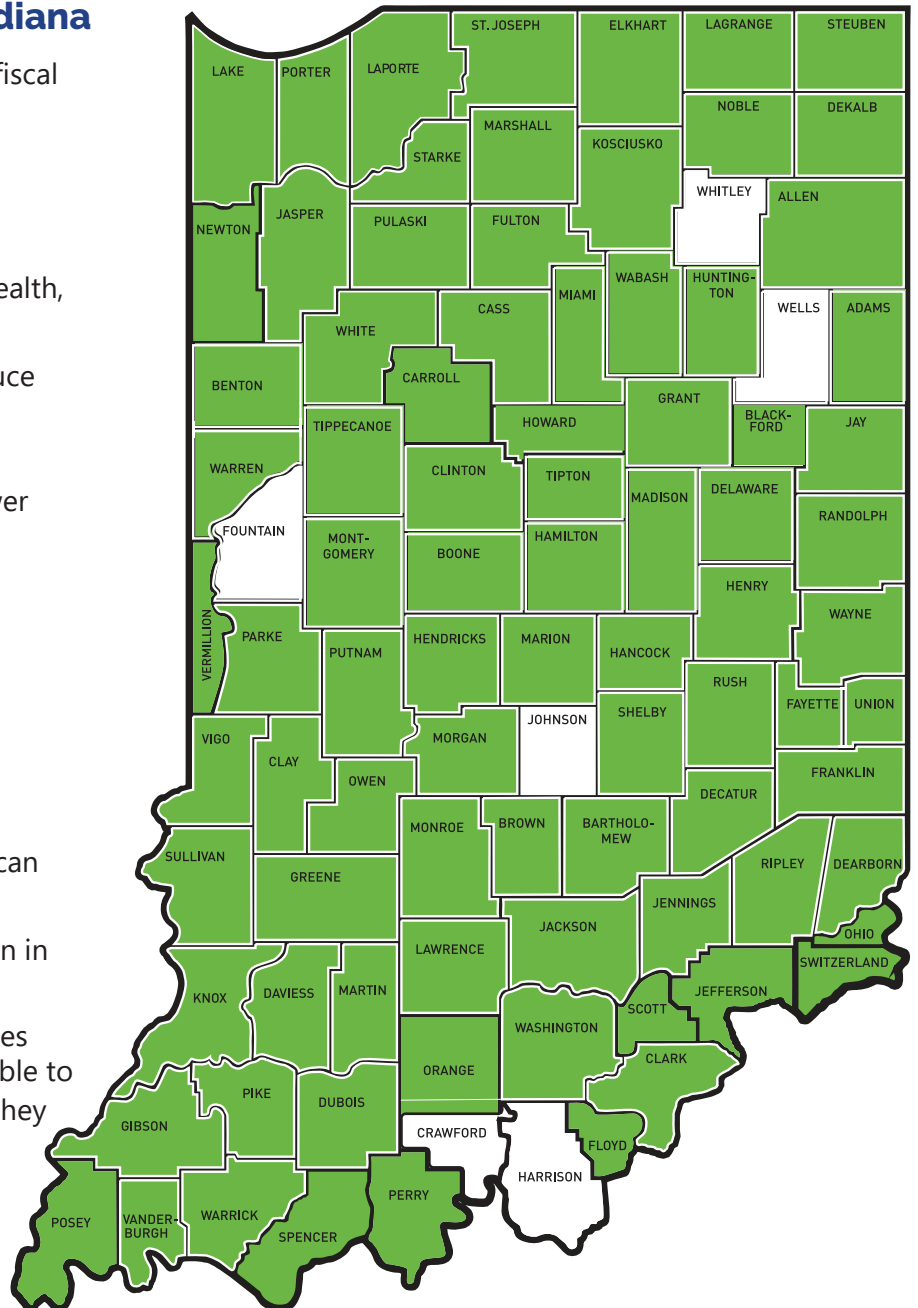 diana
fiscal
ealth,
uce
ver
can
n in
es
ble to
hey
LAKE
PORTER
LAPORTE
ST. JOSEPH
ELKHART
LAGRANGE
STEUBEN
NOBLE
DEKALB
MARSHALL
KOSCIUSKO
STARKE
WHITLEY
ALLEN
NEWTON
JASPER
PULASKI
FULTON
WABASH
HUNTING-
TON
MIAMI
CASS
WELLS
ADAMS
WHITE
BENTON
CARROLL
GRANT
BLACK-
FORD
JAY
TIPPECANOE
HOWARD
WARREN
CLINTON
TIPTON
MADISON
DELAWARE
RANDOLPH
FOUNTAIN
MONT-
GOMERY
BOONE
HAMILTON
HENRY
WAYNE
VERMILLION
PARKE
PUTNAM
HENDRICKS
MARION
HANCOCK
RUSH
FAYETTE
UNION
VIGO
CLAY
OWEN
MORGAN
JOHNSON
SHELBY
FRANKLIN
DECATUR
MONROE
BROWN
BARTHOLO-
MEW
SULLIVAN
GREENE
RIPLEY
DEARBORN
JENNINGS
JACKSON
OHIO
LAWRENCE
SWITZERLAND
KNOX
DAVIESS
MARTIN
JEFFERSON
SCOTT
WASHINGTON
CLARK
ORANGE
PIKE
DUBOIS
GIBSON
CRAWFORD
FLOYD
HARRISON
PERRY
POSEY
VANDER-
BURGH
WARRICK
SPENCER